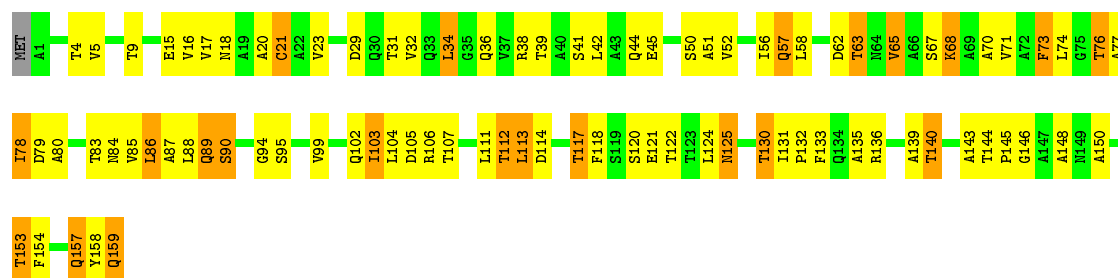 MET A1 T4 V5 T9 E15 V16 V17 N18 A19 A20 C21 A22 V23 D29 Q30 T31 V32 Q33 L34 G35 Q36 V37 R38 T39 A40 S41 L42 A43 Q44 E45 S50 A51 V52 I56 Q57 L58 D62 T63 N64 V65 A66 S67 K68 A69 A70 V71 A72 F73 L74 G75 T76 A77
I78 D79 A80 T83 N84 V85 L86 A87 L88 Q89 S90 G94 S95 V99 Q102 I103 L104 D105 R106 T107 L111 T112 L113 D114 T117 F118 S119 S120 E121 T122 T123 L124 N125 T130 I131 P132 F133 Q134 A135 R136 A139 T140 A143 T144 P145 G146 A147 A148 N149 A150
T153 F154 Q157 Y158 Q159